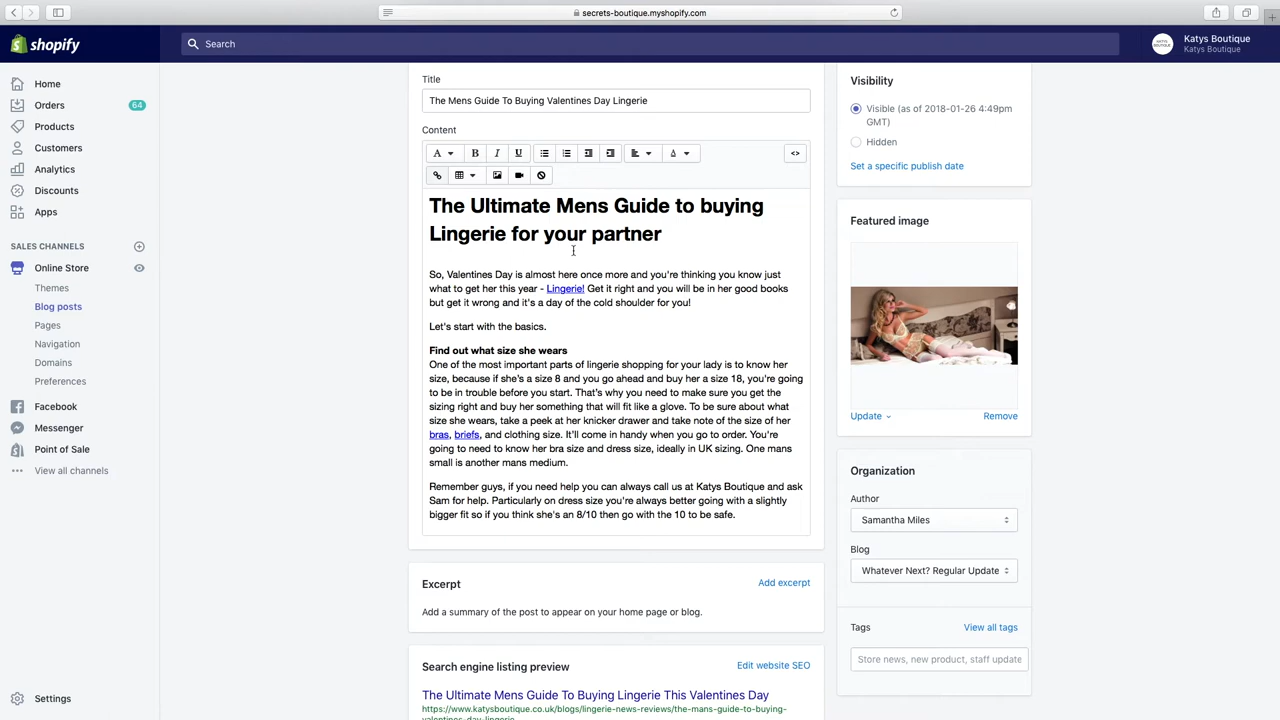 secrets-boutique.myshopify.com
shopify
Search
Katys Boutique
Katys Boutique
Home
Orders
64
Products
Customers
Analytics
Discounts
Apps
SALES CHANNELS
Online Store
Themes
Blog posts
Pages
Navigation
Domains
Preferences
Facebook
Messenger
Point of Sale
View all channels
Settings
Title
The Mens Guide To Buying Valentines Day Lingerie
Content
A
B
I
U
A
<>
The Ultimate Mens Guide to buying
Lingerie for your partner
So, Valentines Day is almost here once more and you're thinking you know just
what to get her this year - Lingerie! Get it right and you will be in her good books
but get it wrong and it's a day of the cold shoulder for you!
Let's start with the basics.
Find out what size she wears
One of the most important parts of lingerie shopping for your lady is to know her
size, because if she's a size 8 and you go ahead and buy her a size 18, you're going
to be in trouble before you start. That's why you need to make sure you get the
sizing right and buy her something that will fit like a glove. To be sure about what
size she wears, take a peek at her knicker drawer and take note of the size of her
bras, briefs, and clothing size. It'll come in handy when you go to order. You're
going to need to know her bra size and dress size, ideally in UK sizing. One mans
small is another mans medium.
Remember guys, if you need help you can always call us at Katys Boutique and ask
Sam for help. Particularly on dress size you're always better going with a slightly
bigger fit so if you think she's an 8/10 then go with the 10 to be safe.
Excerpt
Add excerpt
Add a summary of the post to appear on your home page or blog.
Search engine listing preview
Edit website SEO
The Ultimate Mens Guide To Buying Lingerie This Valentines Day
https://www.katysboutique.co.uk/blogs/lingerie-news-reviews/the-mans-guide-to-buying-
valentines-day-lingerie
Visibility
Visible (as of 2018-01-26 4:49pm
GMT)
Hidden
Set a specific publish date
Featured image
Update
Remove
Organization
Author
Samantha Miles
Blog
Whatever Next? Regular Update
Tags
View all tags
Store news, new product, staff update